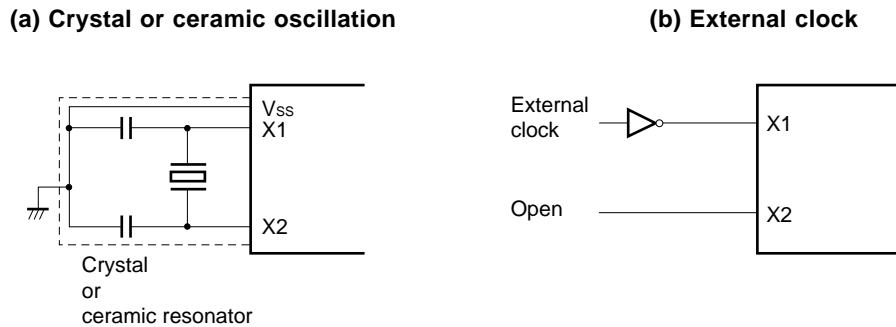 (a) Crystal or ceramic oscillation
VSS
X1
X2
Crystal
or
ceramic resonator
(b) External clock
External
clock
X1
Open
X2